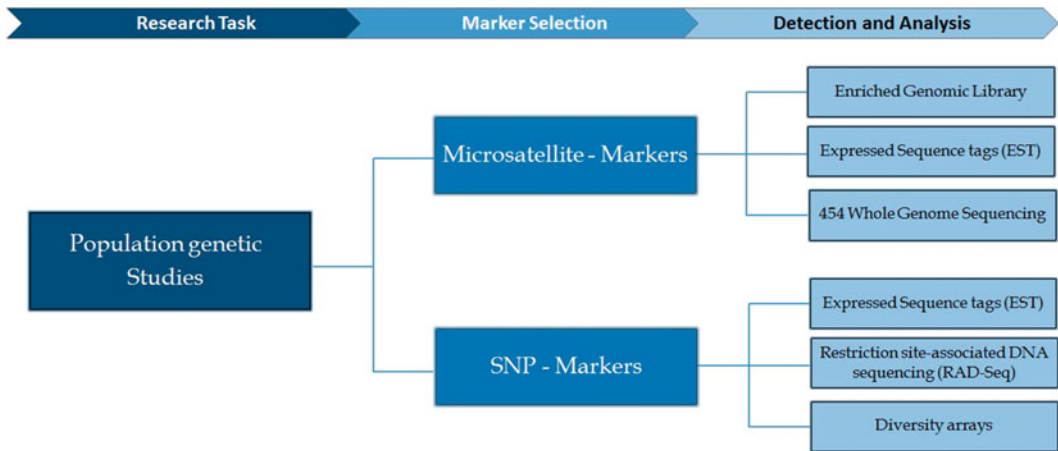 Research Task
Marker Selection
Detection and Analysis
Enriched Genomic Library
Microsatellite - Markers
Expressed Sequence tags (EST)
454 Whole Genome Sequencing
Population genetic
Studies
Expressed Sequence tags (EST)
SNP - Markers
Restriction site-associated DNA
sequencing (RAD-Seq)
Diversity arrays